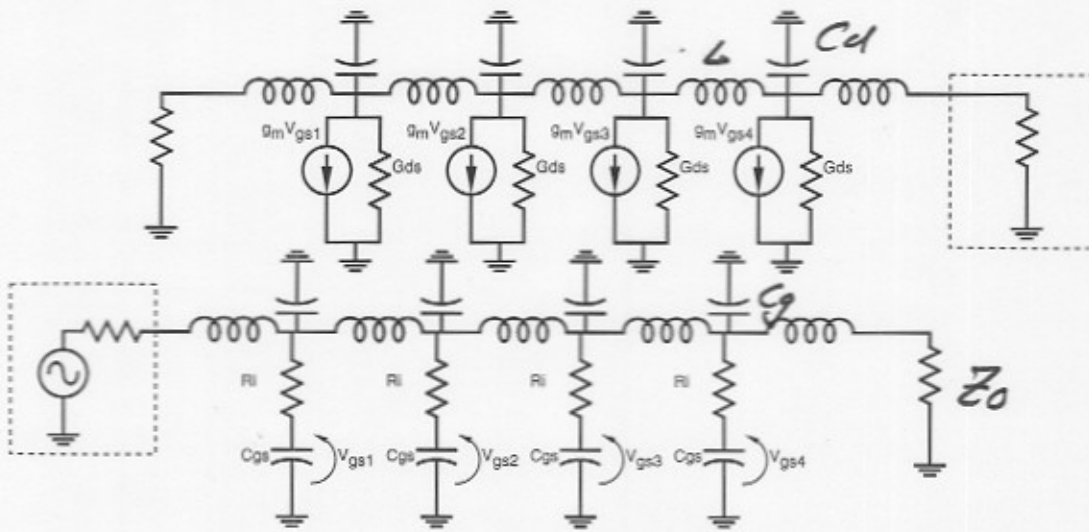 L Cd
gmVgs1 gmVgs2 gmVgs3 gmVgs4
Gds Gds Gds Gds
Cg
Ri Ri Ri Ri
Zo
Cgs Vgs1 Cgs Vgs2 Cgs Vgs3 Cgs Vgs4